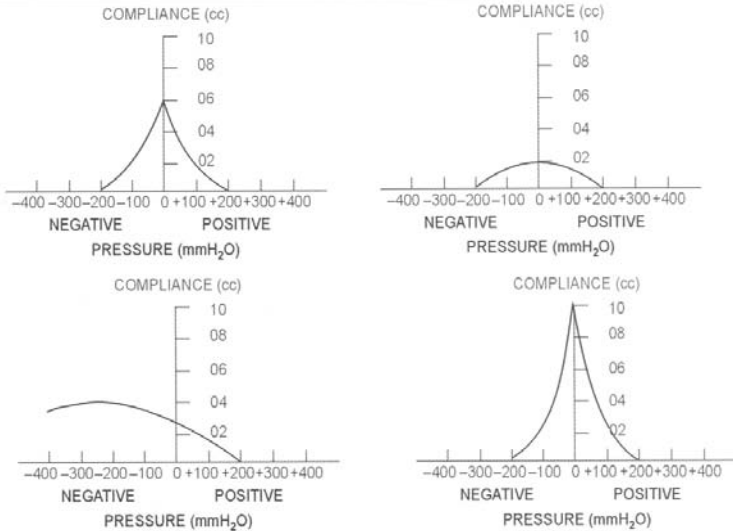 COMPLIANCE (cc)
10
08
06
04
02
–400 –300 –200 –100 0 +100 +200 +300 +400
NEGATIVE POSITIVE
PRESSURE (mmH₂O)
COMPLIANCE (cc)
10
08
06
04
02
–400 –300 –200 –100 0 +100 +200 +300 +400
NEGATIVE POSITIVE
PRESSURE (mmH₂O)
COMPLIANCE (cc)
10
08
06
04
02
–400 –300 –200 –100 0 +100 +200 +300 +400
NEGATIVE POSITIVE
PRESSURE (mmH₂O)
COMPLIANCE (cc)
10
08
06
04
02
–400 –300 –200 –100 0 +100 +200 +300 +400
NEGATIVE POSITIVE
PRESSURE (mmH₂O)